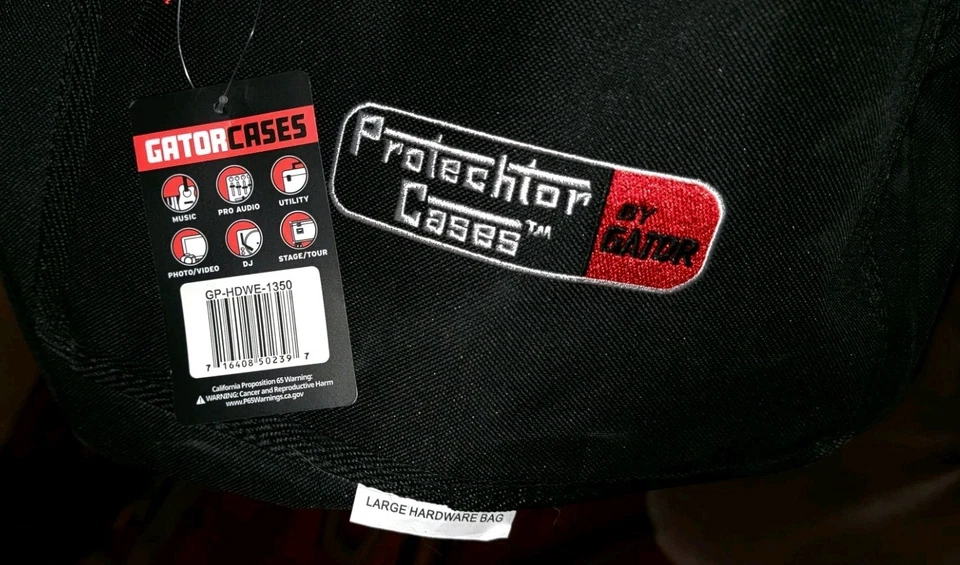 GATORCASES
MUSIC
PRO AUDIO
UTILITY
PHOTO/VIDEO
DJ
STAGE/TOUR
GP-HDWE-1350
7 16408 50239 7
California Proposition 65 Warning:
⚠ WARNING: Cancer and Reproductive Harm
www.P65Warnings.ca.gov
Protechtor
Cases™
BY
GATOR
LARGE HARDWARE BAG